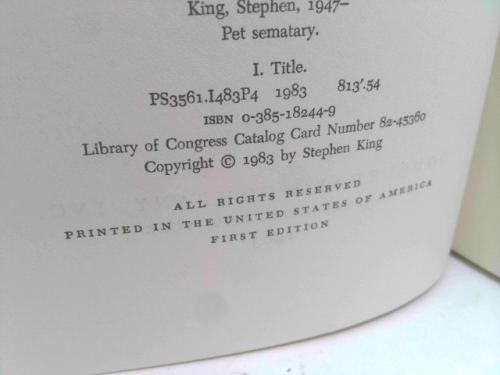 King, Stephen, 1947–
Pet sematary.
I. Title.
PS3561.I483P4 1983 813'.54
ISBN 0-385-18244-9
Library of Congress Catalog Card Number 82-45360
Copyright © 1983 by Stephen King
ALL RIGHTS RESERVED
PRINTED IN THE UNITED STATES OF AMERICA
FIRST EDITION